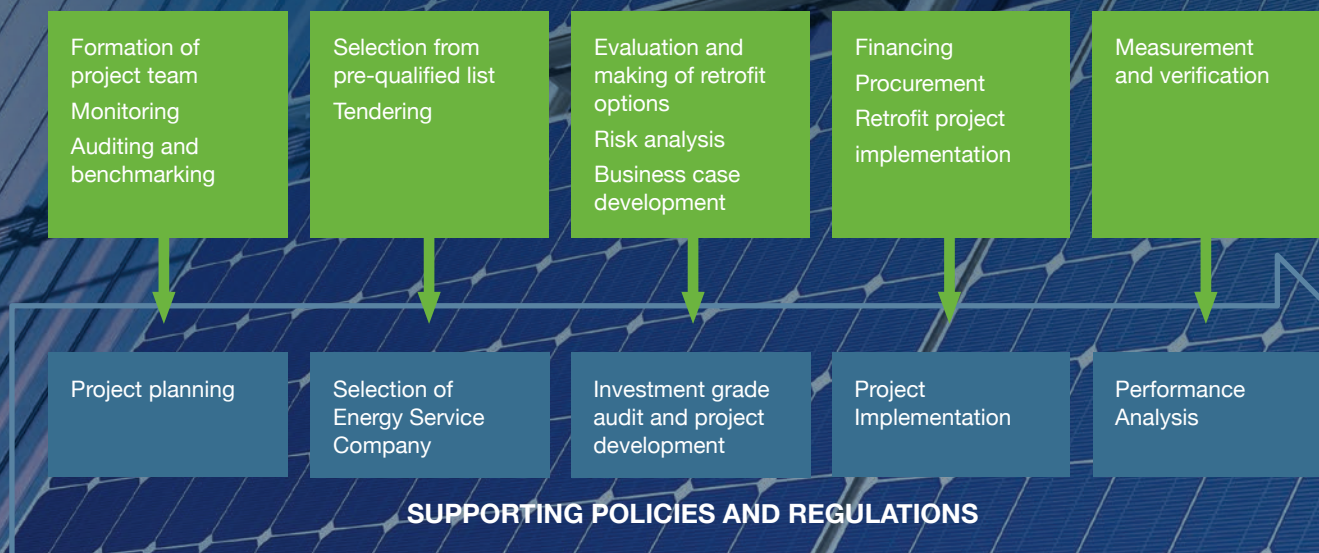 Formation of
project team
Monitoring
Auditing and
benchmarking
Selection from
pre-qualified list
Tendering
Evaluation and
making of retrofit
options
Risk analysis
Business case
development
Financing
Procurement
Retrofit project
implementation
Measurement
and verification
Project planning
Selection of
Energy Service
Company
Investment grade
audit and project
development
Project
Implementation
Performance
Analysis
SUPPORTING POLICIES AND REGULATIONS